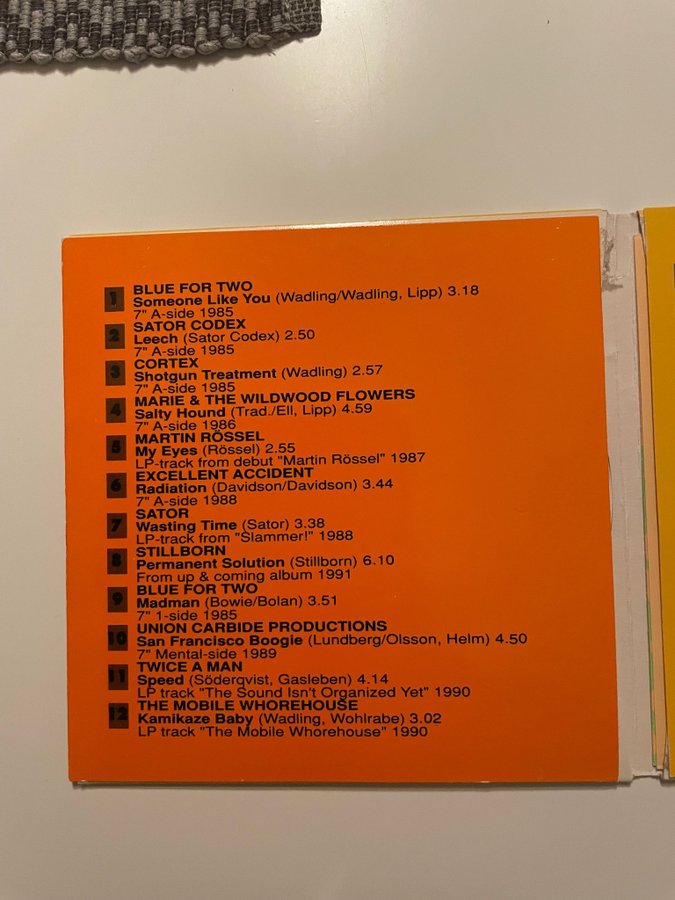 1 BLUE FOR TWO
Someone Like You (Wadling/Wadling, Lipp) 3.18
7" A-side 1985
2 SATOR CODEX
Leech (Sator Codex) 2.50
7" A-side 1985
3 CORTEX
Shotgun Treatment (Wadling) 2.57
7" A-side 1985
4 MARIE & THE WILDWOOD FLOWERS
Salty Hound (Trad./Ell, Lipp) 4.59
7" A-side 1986
5 MARTIN RÖSSEL
My Eyes (Rössel) 2.55
LP-track from debut "Martin Rössel" 1987
6 EXCELLENT ACCIDENT
Radiation (Davidson/Davidson) 3.44
7" A-side 1988
7 SATOR
Wasting Time (Sator) 3.38
LP-track from "Slammer!" 1988
8 STILLBORN
Permanent Solution (Stillborn) 6.10
From up & coming album 1991
9 BLUE FOR TWO
Madman (Bowie/Bolan) 3.51
7" 1-side 1985
10 UNION CARBIDE PRODUCTIONS
San Francisco Boogie (Lundberg/Olsson, Helm) 4.50
7" Mental-side 1989
11 TWICE A MAN
Speed (Söderqvist, Gasleben) 4.14
LP track "The Sound Isn't Organized Yet" 1990
12 THE MOBILE WHOREHOUSE
Kamikaze Baby (Wadling, Wohlrabe) 3.02
LP track "The Mobile Whorehouse" 1990